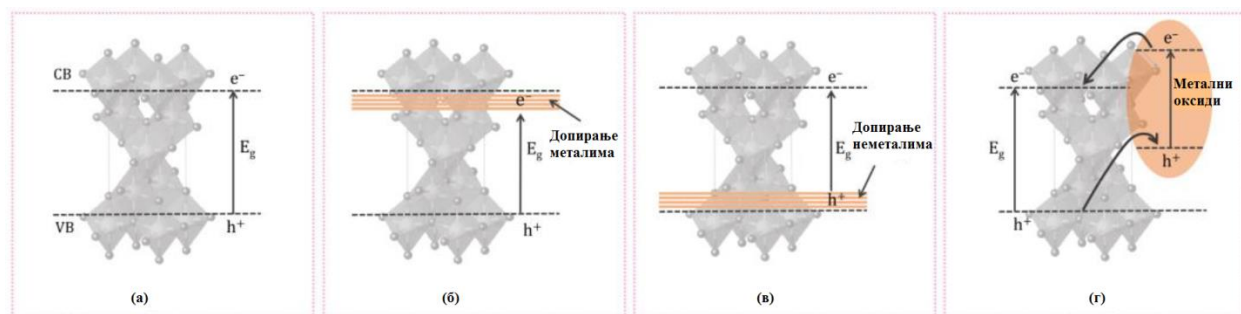 CB
e⁻
E_g
VB
h⁺
(а)
e⁻
Допирање
металима
E_g
h⁺
(б)
e⁻
Допирање
неметалима
E_g
h⁺
(в)
e⁻
e⁻
Метални
оксиди
h⁺
E_g
h⁺
(г)